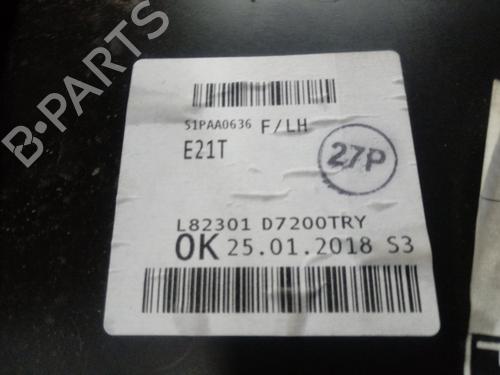 S1PAA0636 F/LH
E21T
27P
L82301 D7200TRY
OK 25.01.2018 S3
B-PARTS